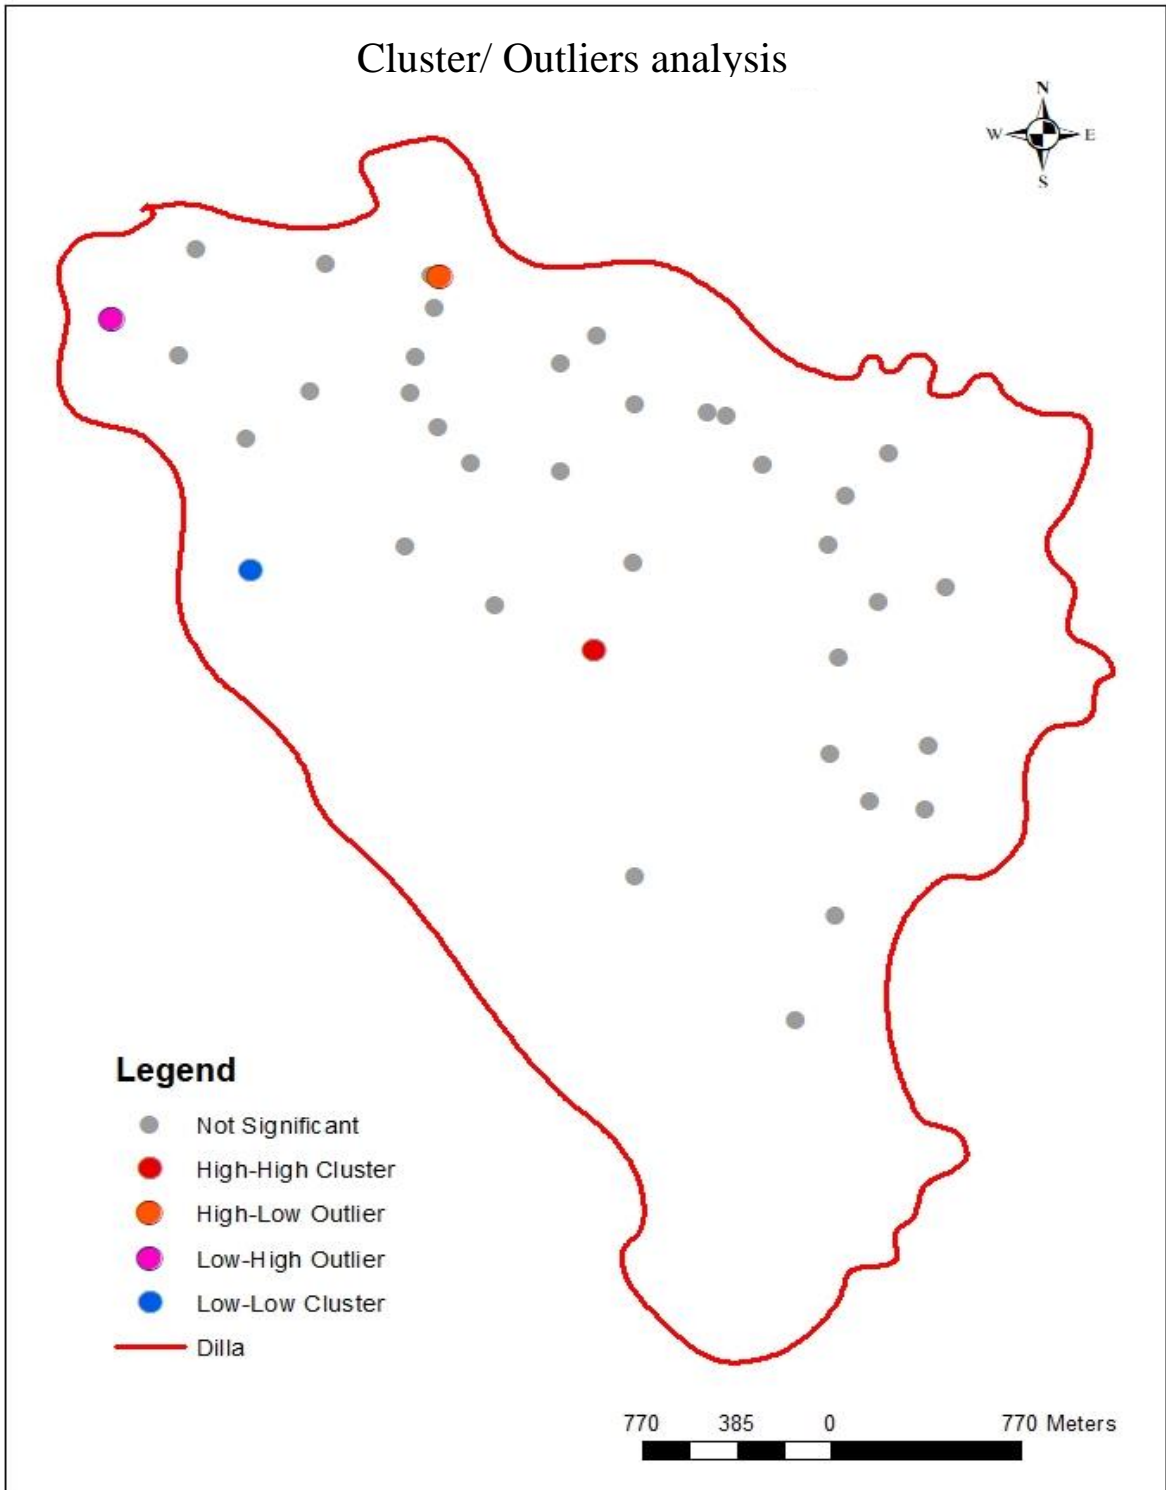 Cluster/ Outliers analysis
N
W E
S
Legend
Not Significant
High-High Cluster
High-Low Outlier
Low-High Outlier
Low-Low Cluster
Dilla
770 385 0 770 Meters